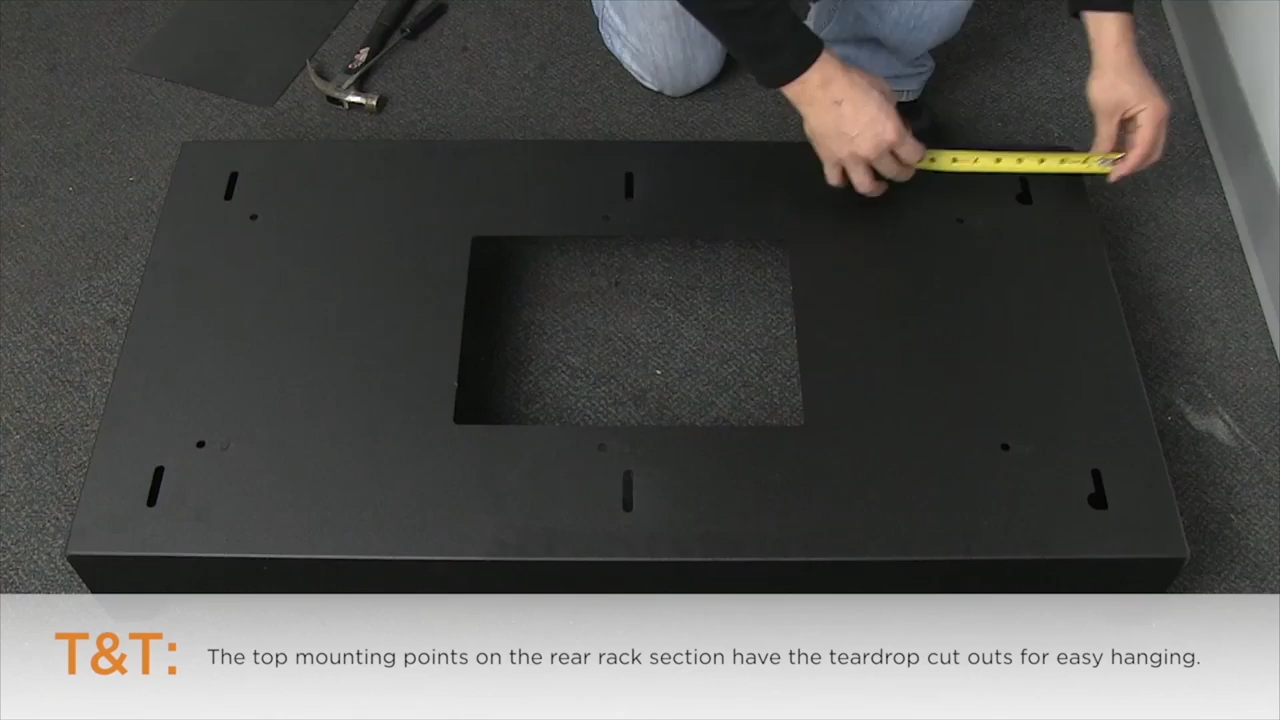 T&T: The top mounting points on the rear rack section have the teardrop cut outs for easy hanging.